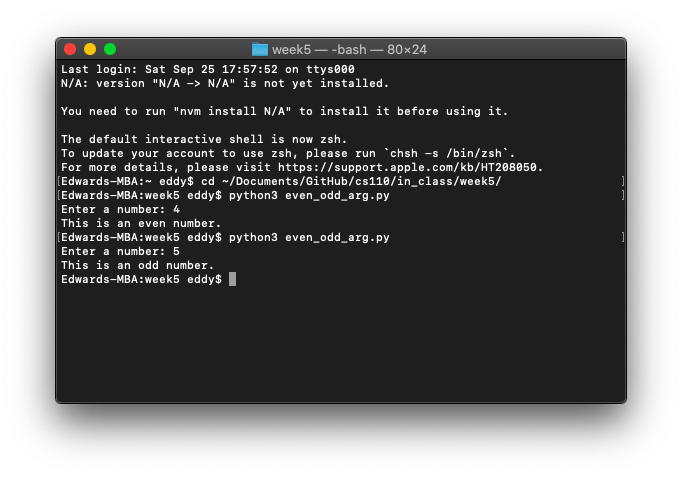 week5 — -bash — 80×24
Last login: Sat Sep 25 17:57:52 on ttys000
N/A: version "N/A -> N/A" is not yet installed.
You need to run "nvm install N/A" to install it before using it.
The default interactive shell is now zsh.
To update your account to use zsh, please run `chsh -s /bin/zsh`.
For more details, please visit https://support.apple.com/kb/HT208050.
[Edwards-MBA:~ eddy$ cd ~/Documents/GitHub/cs110/in_class/week5/ ]
[Edwards-MBA:week5 eddy$ python3 even_odd_arg.py ]
Enter a number: 4
This is an even number.
[Edwards-MBA:week5 eddy$ python3 even_odd_arg.py ]
Enter a number: 5
This is an odd number.
Edwards-MBA:week5 eddy$